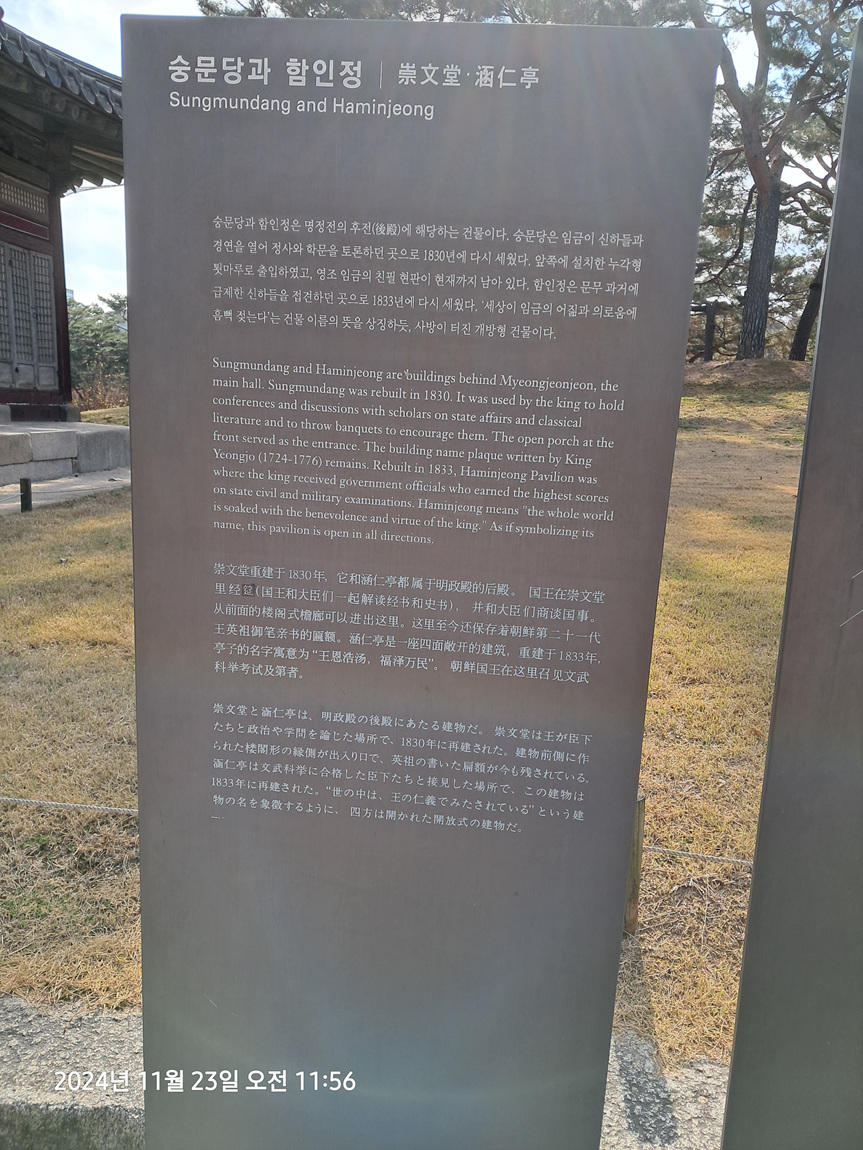 숭문당과 함인정 | 崇文堂·涵仁亭
Sungmundang and Haminjeong
숭문당과 함인정은 명정전의 후전(後殿)에 해당하는 건물이다. 숭문당은 임금이 신하들과
경연을 열어 정사와 학문을 토론하던 곳으로 1830년에 다시 세웠다. 앞쪽에 설치한 누각형
툇마루로 출입하였고, 영조 임금의 친필 현판이 현재까지 남아 있다. 함인정은 문무 과거에
급제한 신하들을 접견하던 곳으로 1833년에 다시 세웠다. ‘세상이 임금의 어짊과 의로움에
흠뻑 젖는다’는 건물 이름의 뜻을 상징하듯, 사방이 터진 개방형 건물이다.
Sungmundang and Haminjeong are buildings behind Myeongjeonjeon, the
main hall. Sungmundang was rebuilt in 1830. It was used by the king to hold
conferences and discussions with scholars on state affairs and classical
literature and to throw banquets to encourage them. The open porch at the
front served as the entrance. The building name plaque written by King
Yeongjo (1724-1776) remains. Rebuilt in 1833, Haminjeong Pavilion was
where the king received government officials who earned the highest scores
on state civil and military examinations. Haminjeong means "the whole world
is soaked with the benevolence and virtue of the king." As if symbolizing its
name, this pavilion is open in all directions.
崇文堂重建于1830年，它和涵仁亭都属于明政殿的后殿。国王在崇文堂
里经筵(国王和大臣们一起解读经书和史书)，并和大臣们商谈国事。
从前面的楼阁式檐廊可以进出这里。这里至今还保存着朝鲜第二十一代
王英祖御笔亲书的匾额。涵仁亭是一座四面敞开的建筑，重建于1833年，
亭子的名字寓意为“王恩浩汤，福泽万民”。朝鲜国王在这里召见文武
科举考试及第者。
崇文堂と涵仁亭は、明政殿の後殿にあたる建物だ。崇文堂は王が臣下
たちと政治や学問を論じた場所で、1830年に再建された。建物前側に作
られた楼閣形の縁側が出入り口で、英祖の書いた扁額が今も残されている。
涵仁亭は文武科挙に合格した臣下たちと接見した場所で、この建物は
1833年に再建された。“世の中は、王の仁義でみたされている”という建
物の名を象徴するように、四方は開かれた開放式の建物だ。
2024년 11월 23일 오전 11:56